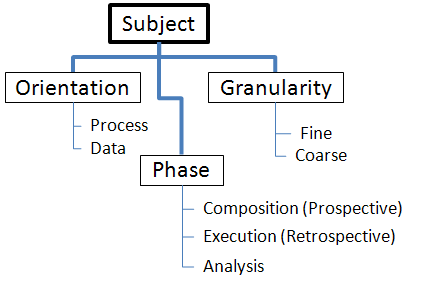 Subject
Orientation
Process
Data
Granularity
Fine
Coarse
Phase
Composition (Prospective)
Execution (Retrospective)
Analysis